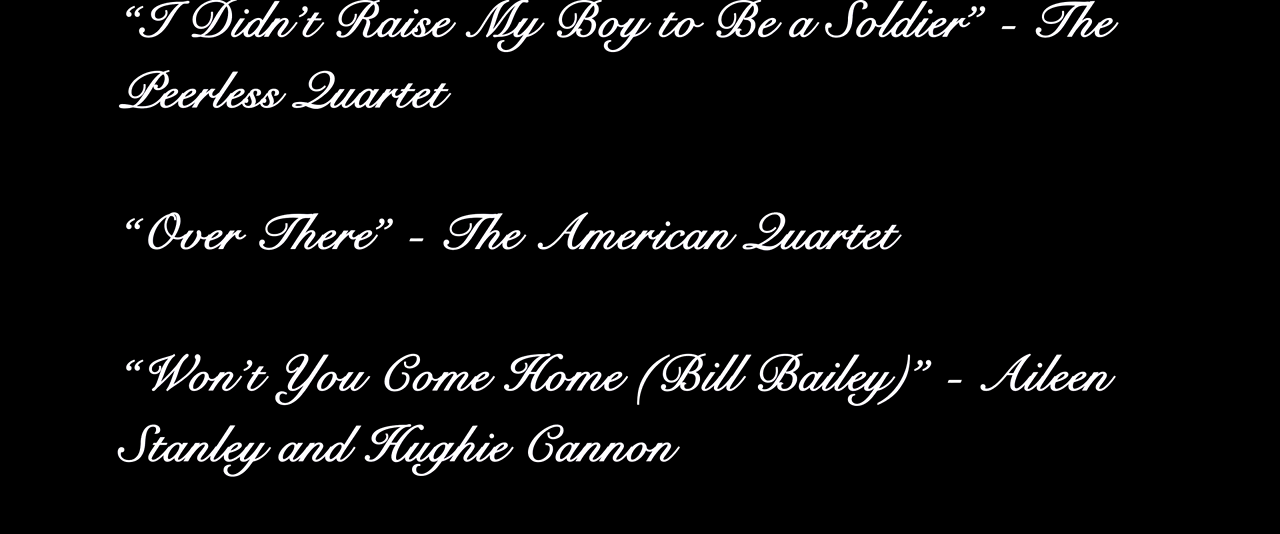 “I Didn’t Raise My Boy to Be a Soldier” - The
Peerless Quartet
“Over There” - The American Quartet
“Won’t You Come Home (Bill Bailey)” - Aileen
Stanley and Hughie Cannon